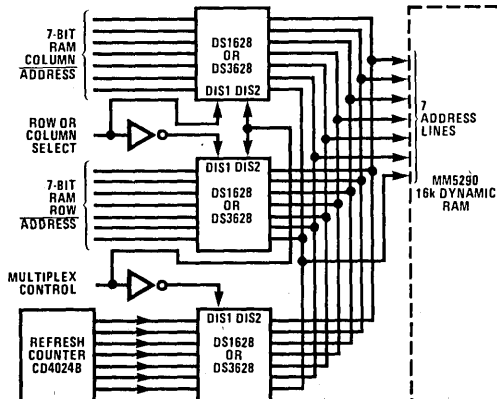 7-BIT
RAM
COLUMN
ADDRESS
DS1628
OR
DS3628
DIS1 DIS2
7
ADDRESS
LINES
ROW OR
COLUMN
SELECT
7-BIT
RAM
ROW
ADDRESS
DIS1 DIS2
DS1628
OR
DS3628
MM5290
16k DYNAMIC
RAM
MULTIPLEX
CONTROL
REFRESH
COUNTER
CD4024B
DIS1 DIS2
DS1628
OR
DS3628